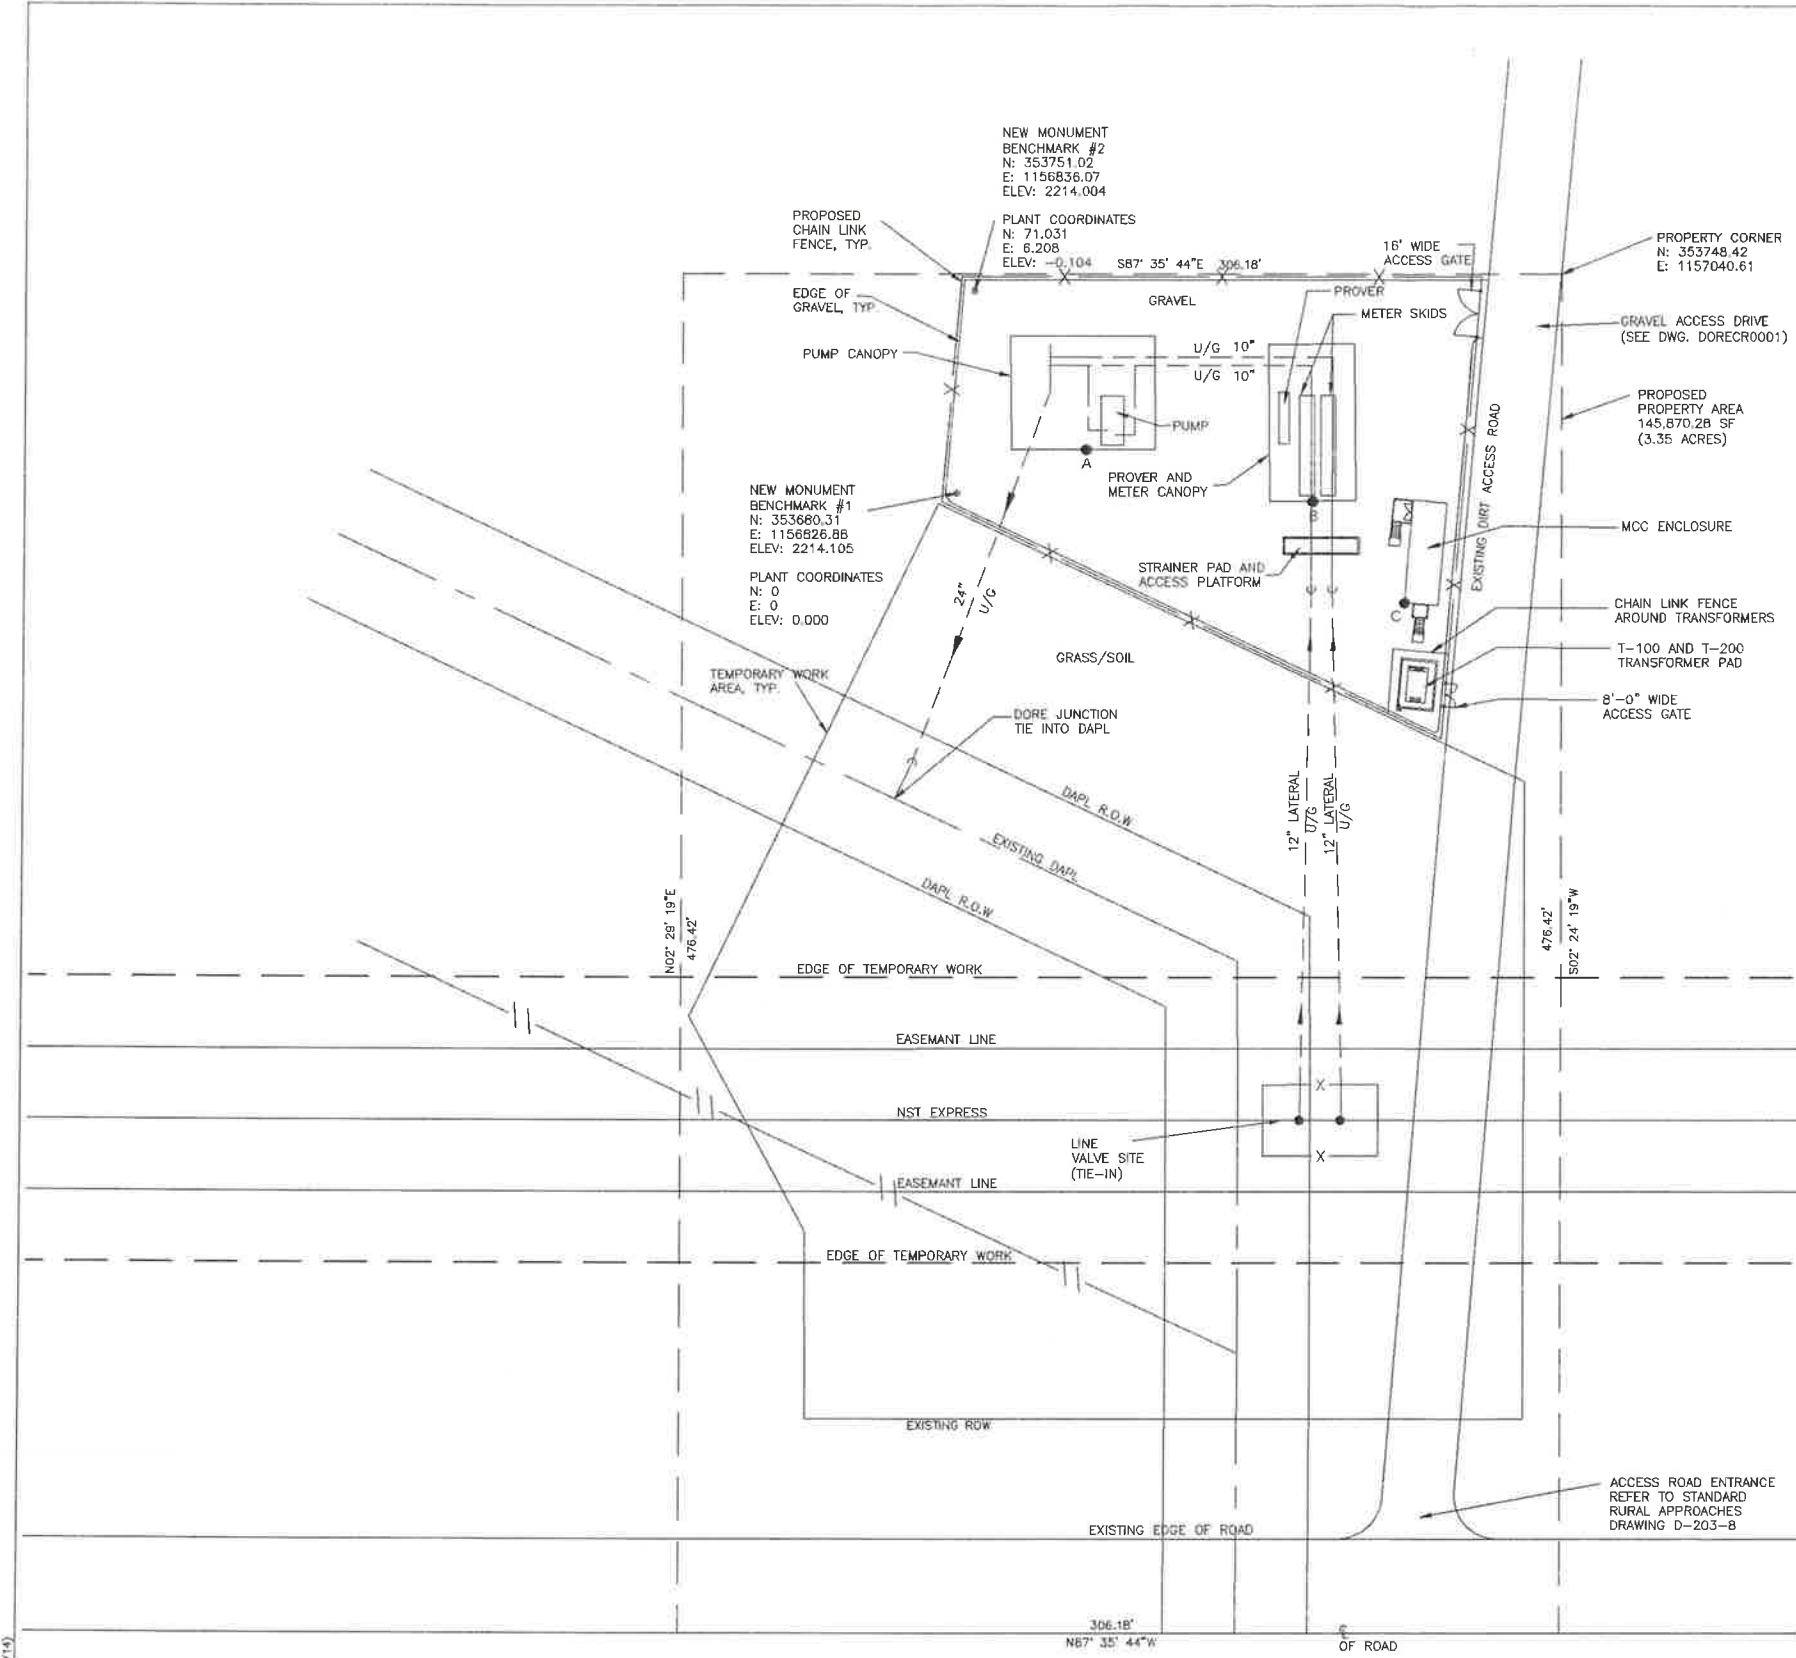 NEW MONUMENT
BENCHMARK #2
N: 353751.02
E: 1156836.07
ELEV: 2214.004
PLANT COORDINATES
N: 71.031
E: 6.208
ELEV: -0.104
S87° 35' 44"E 306.18'
PROPOSED
CHAIN LINK
FENCE, TYP.
16' WIDE
ACCESS GATE
PROPERTY CORNER
N: 353748.42
E: 1157040.61
EDGE OF
GRAVEL, TYP.
GRAVEL
PROVER
METER SKIDS
GRAVEL ACCESS DRIVE
(SEE DWG. DORECR0001)
PUMP CANOPY
U/G 10"
U/G 10"
PUMP
A
PROPOSED
PROPERTY AREA
145,870.28 SF
(3.35 ACRES)
EXISTING DIRT ACCESS ROAD
PROVER AND
METER CANOPY
B
NEW MONUMENT
BENCHMARK #1
N: 353680.31
E: 1156826.88
ELEV: 2214.105
PLANT COORDINATES
N: 0
E: 0
ELEV: 0.000
MCC ENCLOSURE
STRAINER PAD AND
ACCESS PLATFORM
C
24"
U/G
CHAIN LINK FENCE
AROUND TRANSFORMERS
T-100 AND T-200
TRANSFORMER PAD
8'-0" WIDE
ACCESS GATE
GRASS/SOIL
TEMPORARY WORK
AREA, TYP.
DORE JUNCTION
TIE INTO DAPL
12" LATERAL
U/G
12" LATERAL
U/G
DAPL R.O.W
EXISTING DAPL
DAPL R.O.W
N02° 29' 19"E
476.42'
476.42'
S02° 24' 19"W
EDGE OF TEMPORARY WORK
EASEMANT LINE
NST EXPRESS
X
LINE
VALVE SITE
(TIE-IN)
X
EASEMANT LINE
EDGE OF TEMPORARY WORK
EXISTING ROW
ACCESS ROAD ENTRANCE
REFER TO STANDARD
RURAL APPROACHES
DRAWING D-203-8
EXISTING EDGE OF ROAD
306.18'
N87° 35' 44"W
OF ROAD